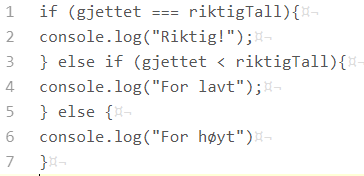 1 if (gjettet === riktigTall){¤¬
2 console.log("Riktig!");¤¬
3 } else if (gjettet < riktigTall){¤¬
4 console.log("For lavt");¤¬
5 } else {¤¬
6 console.log("For høyt")¤¬
7 }¤¬